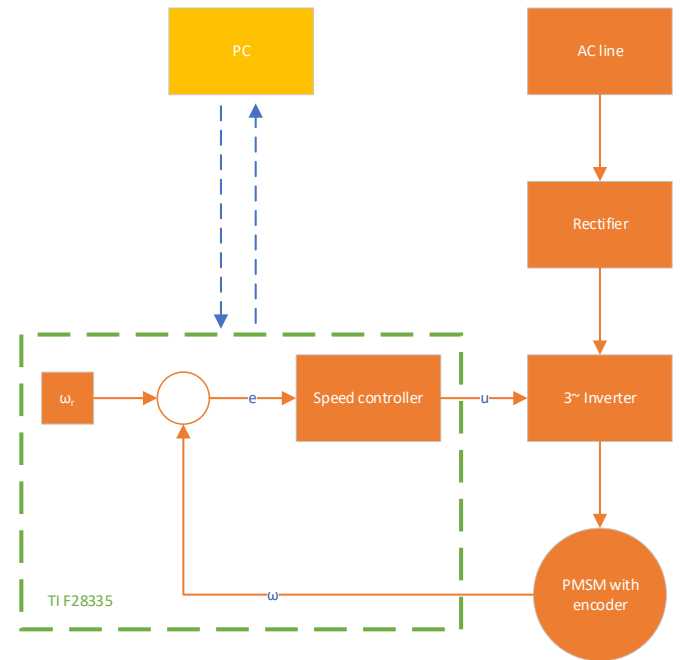 PC
AC line
Rectifier
ωᵣ
e
Speed controller
u
3~ Inverter
TI F28335
ω
PMSM with
encoder